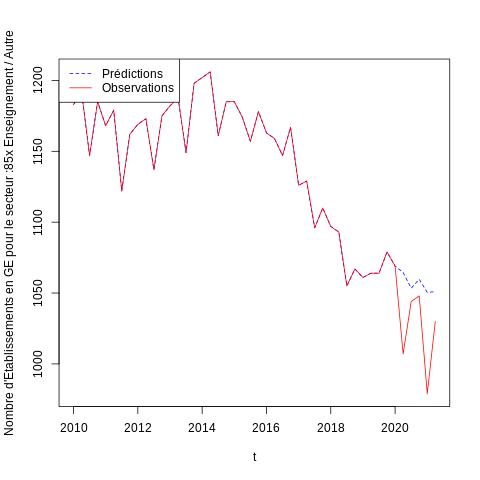 Prédictions
Observations
Nombre d'Etablissements en GE pour le secteur :85x Enseignement / Autre
1200
1150
1100
1050
1000
2010 2012 2014 2016 2018 2020
t